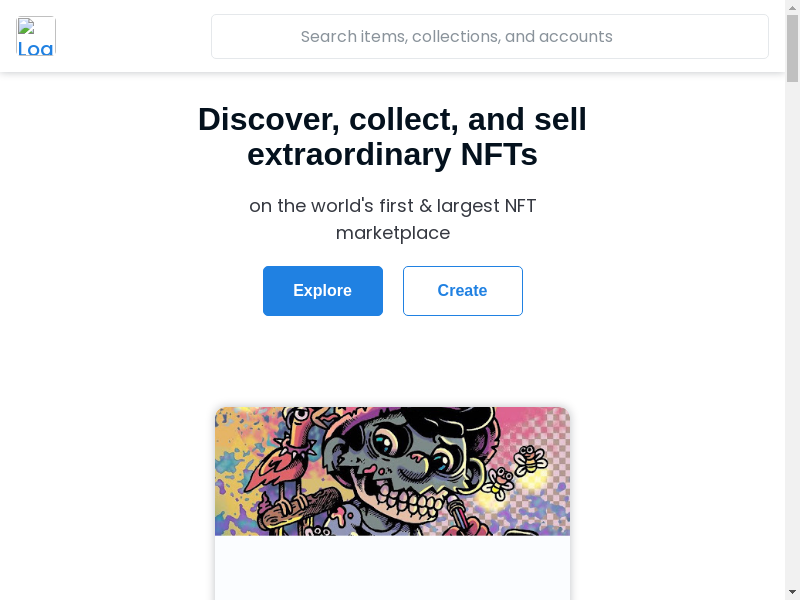 Search items, collections, and accounts
Discover, collect, and sell
extraordinary NFTs
on the world's first & largest NFT
marketplace
Explore
Create